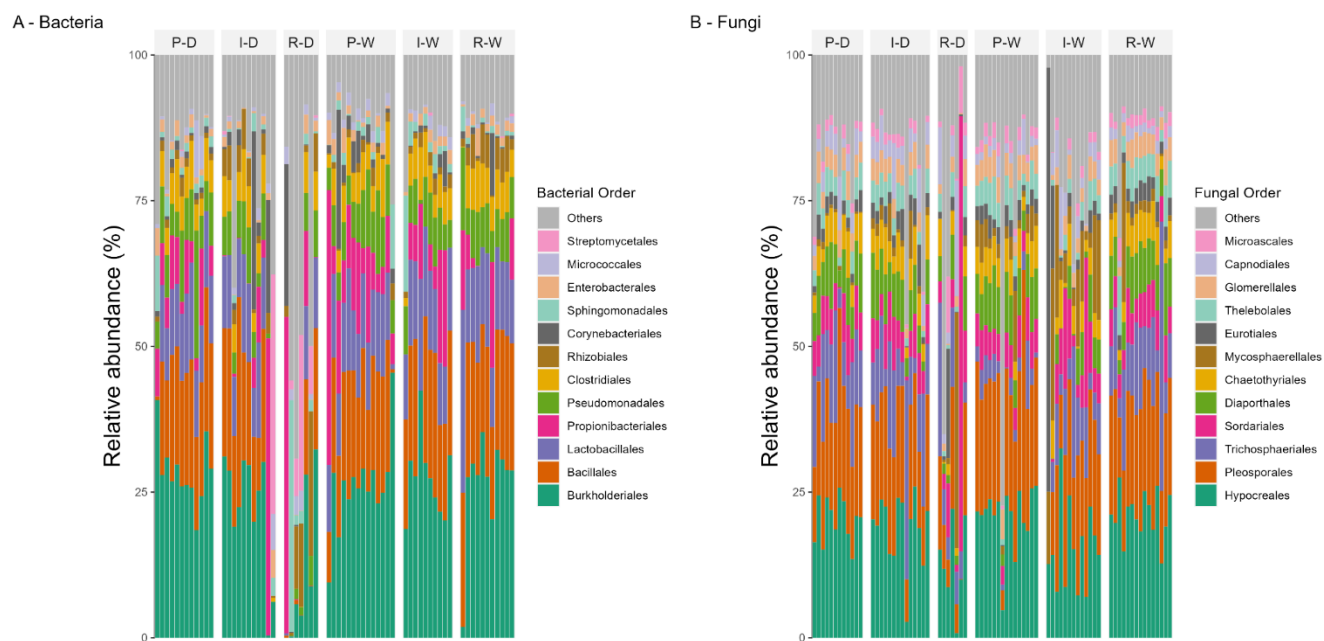 A - Bacteria
P-D I-D R-D P-W I-W R-W
Relative abundance (%)
100
75
50
25
0
Bacterial Order
Others
Streptomycetales
Micrococcales
Enterobacterales
Sphingomonadales
Corynebacteriales
Rhizobiales
Clostridiales
Pseudomonadales
Propionibacteriales
Lactobacillales
Bacillales
Burkholderiales
B - Fungi
P-D I-D R-D P-W I-W R-W
Relative abundance (%)
100
75
50
25
0
Fungal Order
Others
Microascales
Capnodiales
Glomerellales
Thelebolales
Eurotiales
Mycosphaerellales
Chaetothyriales
Diaporthales
Sordariales
Trichosphaeriales
Pleosporales
Hypocreales